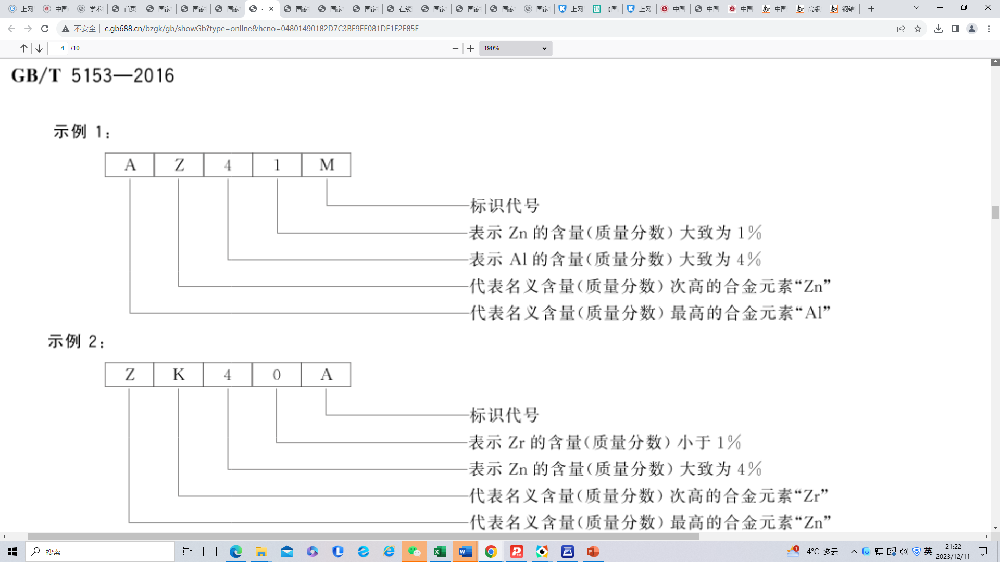 上网 中国 学术 首页 国家 国家 国家 国家 国家 国家 在线 国家 国家 国家 国家 上网 【国 上网 中国 中国 中国 中国 高级 钢结
不安全 c.gb688.cn/bzgk/gb/showGb?type=online&hcno=04801490182D7C3BF9FE081DE1F2F85E
4 /10 190%
GB/T 5153—2016
示例 1:
A Z 4 1 M
标识代号
表示 Zn 的含量(质量分数) 大致为 1%
表示 Al 的含量(质量分数) 大致为 4%
代表名义含量(质量分数) 次高的合金元素“Zn”
代表名义含量(质量分数) 最高的合金元素“Al”
示例 2:
Z K 4 0 A
标识代号
表示 Zr 的含量(质量分数) 小于 1%
表示 Zn 的含量(质量分数) 大致为 4%
代表名义含量(质量分数) 次高的合金元素“Zr”
代表名义含量(质量分数) 最高的合金元素“Zn”
搜索 -4°C 多云 英 21:22
2023/12/11